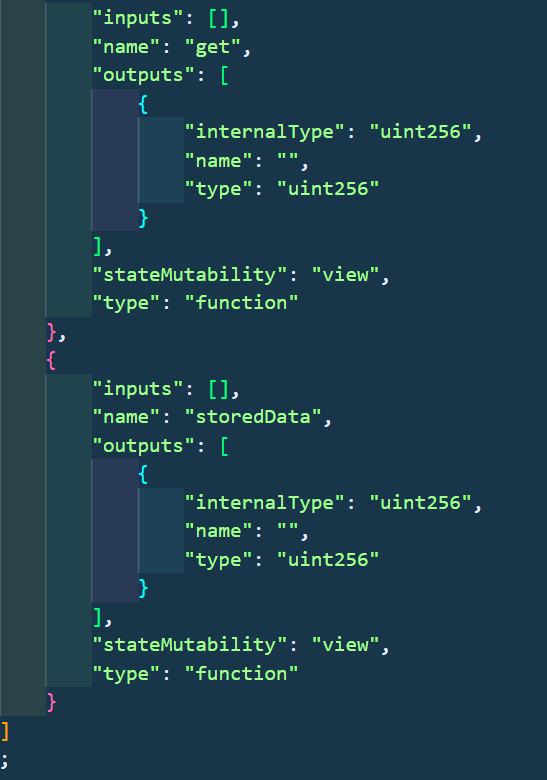 "inputs": [],
"name": "get",
"outputs": [
{
"internalType": "uint256",
"name": "",
"type": "uint256"
}
],
"stateMutability": "view",
"type": "function"
},
{
"inputs": [],
"name": "storedData",
"outputs": [
{
"internalType": "uint256",
"name": "",
"type": "uint256"
}
],
"stateMutability": "view",
"type": "function"
}
]
;